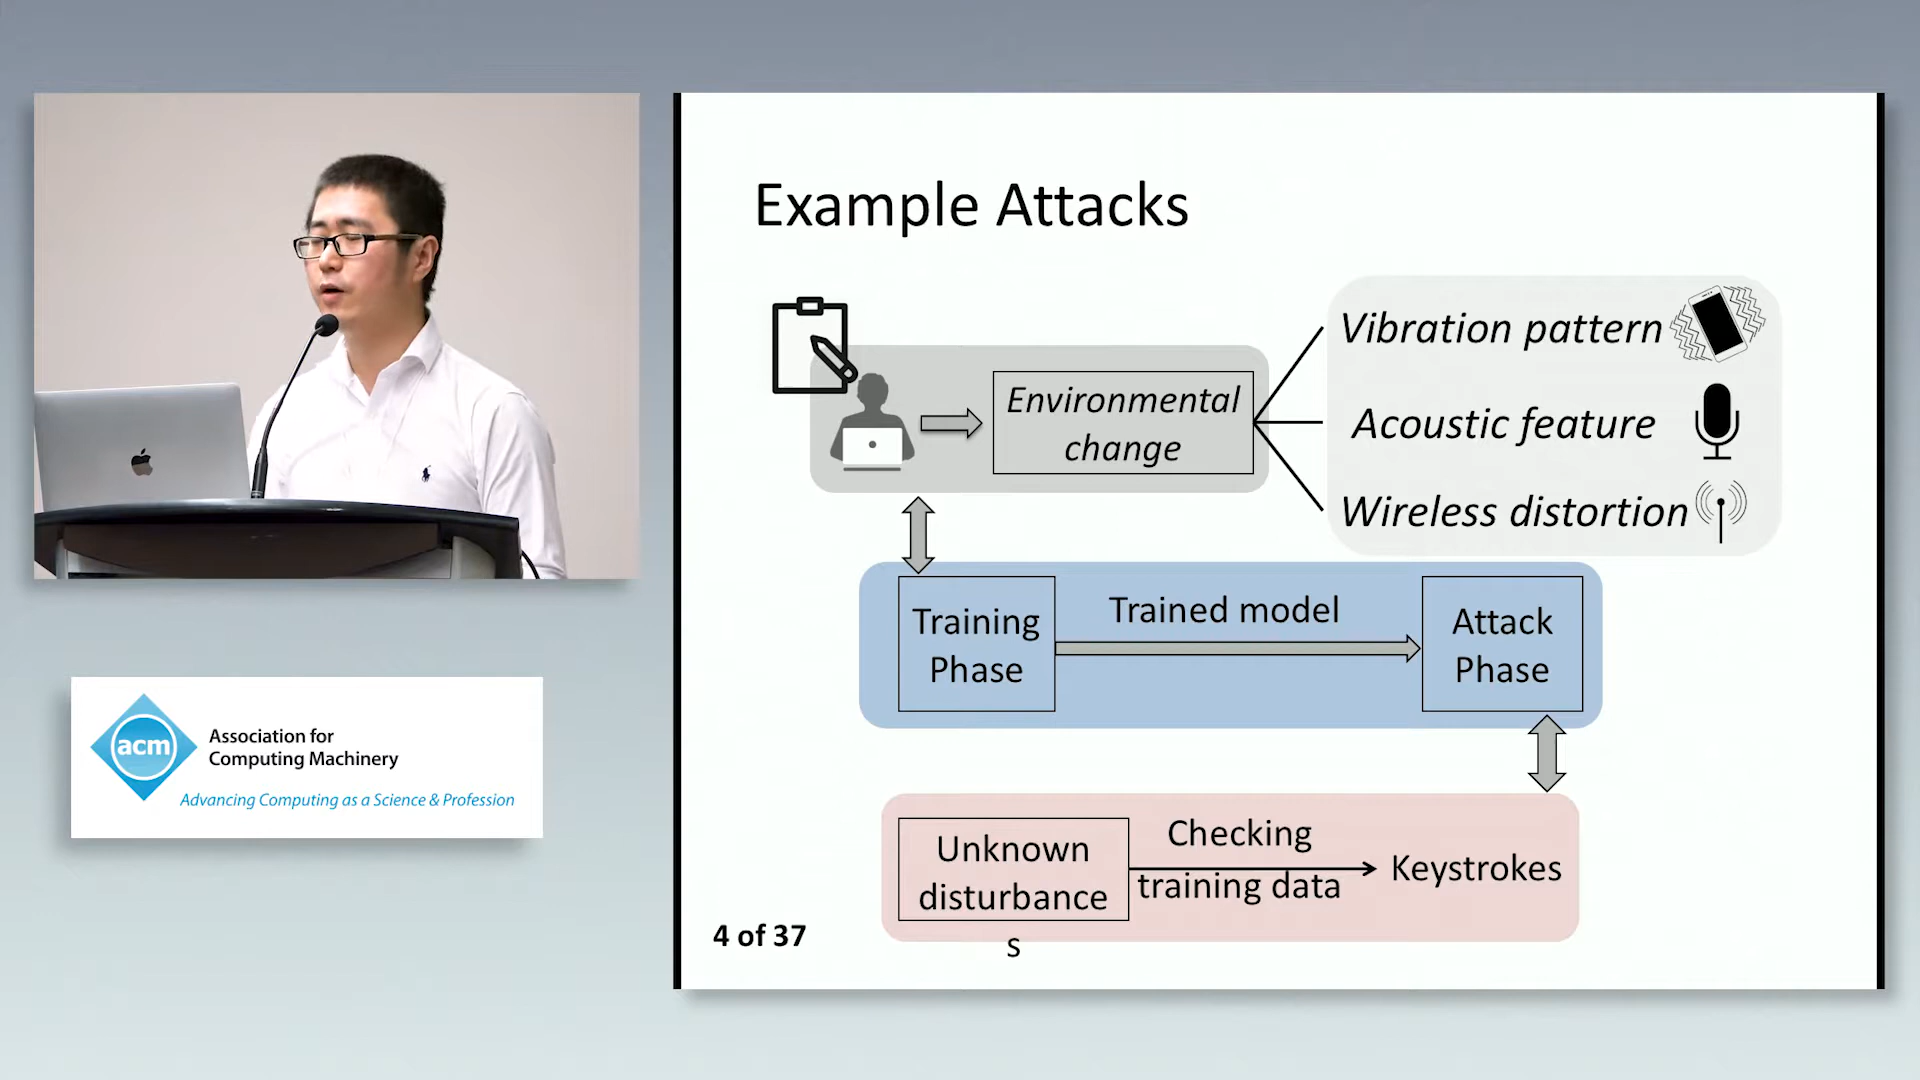 Example Attacks
Environmental
change
Vibration pattern
Acoustic feature
Wireless distortion
Training
Phase
Trained model
Attack
Phase
Unknown
disturbance
s
Checking
training data
Keystrokes
4 of 37
acm
Association for
Computing Machinery
Advancing Computing as a Science & Profession